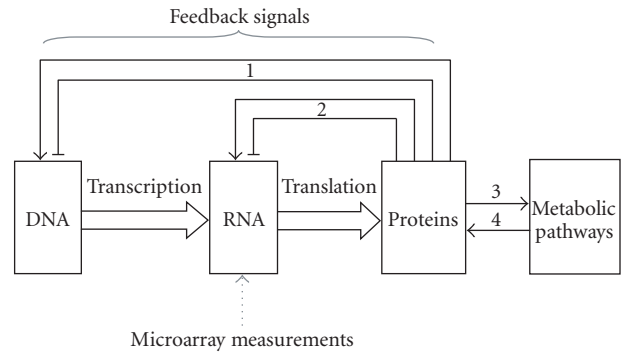 Feedback signals
1
2
Transcription
Translation
3
DNA
RNA
Proteins
4
Metabolic
pathways
Microarray measurements